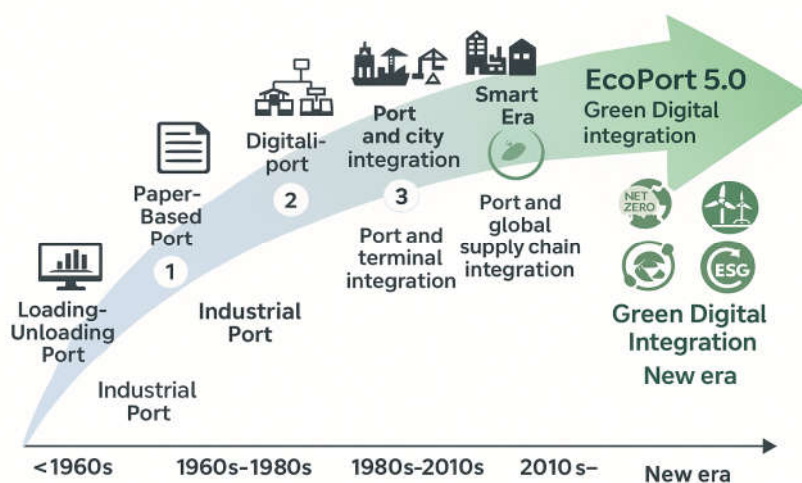 EcoPort 5.0
Green Digital
integration
Smart
Era
Port
and city
integration
Digitali-
port
Paper-
Based
Port
Loading-
Unloading
Port
1
2
3
Industrial
Port
Industrial
Port
Port and
terminal
integration
Port and
global
supply chain
integration
NET
ZERO
ESG
Green Digital
Integration
New era
<1960s
1960s-1980s
1980s-2010s
2010s–
New era